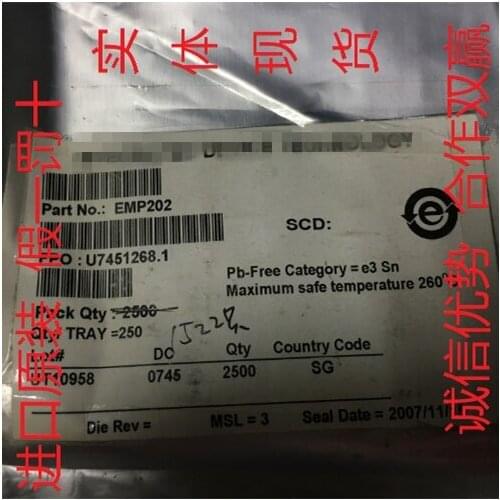 实体现货
进口原装 假一罚十
诚信优势 合作双赢
TECHNOLOGY
Part No.: EMP202
SCD:
: U7451268.1
Pb-Free Category = e3 Sn
Maximum safe temperature 260°
Pack Qty : 2500
Qty TRAY =250
DC Qty Country Code
0745 2500 SG
Die Rev = MSL = 3 Seal Date = 2007/11/